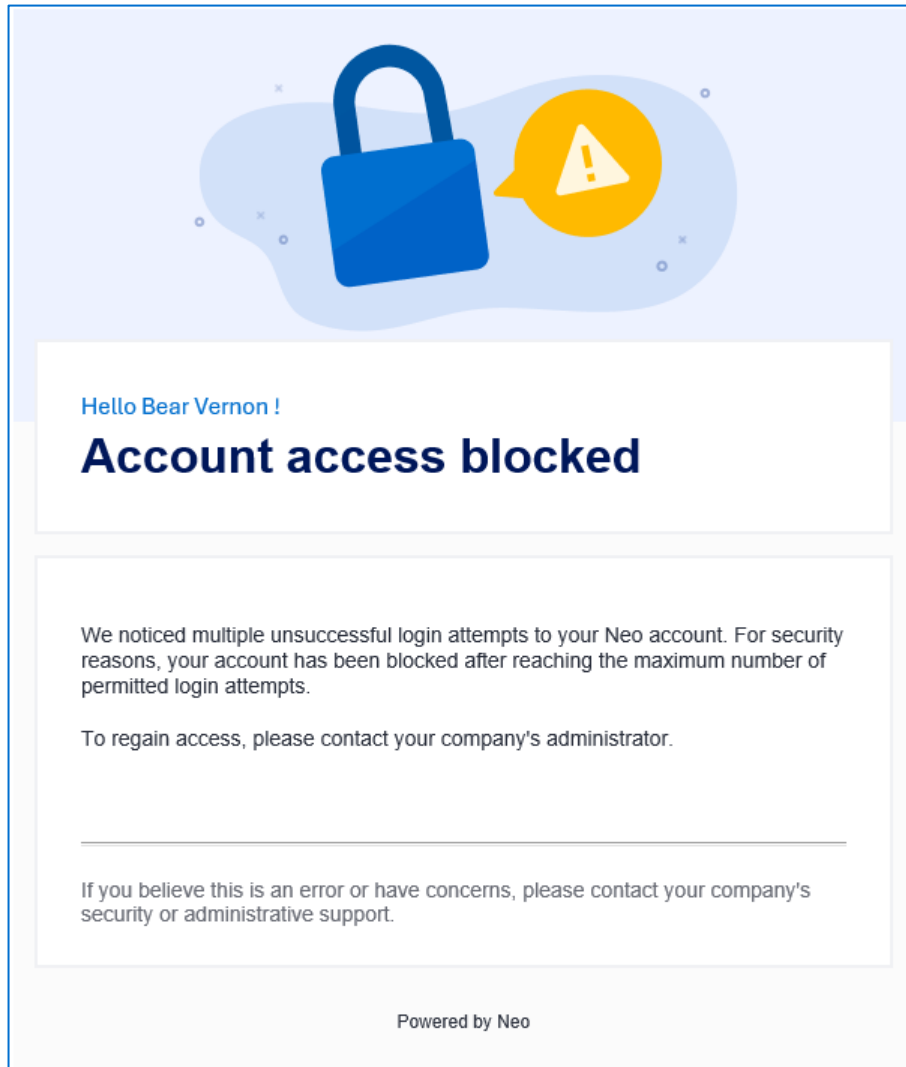 Hello Bear Vernon !
Account access blocked
We noticed multiple unsuccessful login attempts to your Neo account. For security
reasons, your account has been blocked after reaching the maximum number of
permitted login attempts.
To regain access, please contact your company's administrator.
If you believe this is an error or have concerns, please contact your company's
security or administrative support.
Powered by Neo